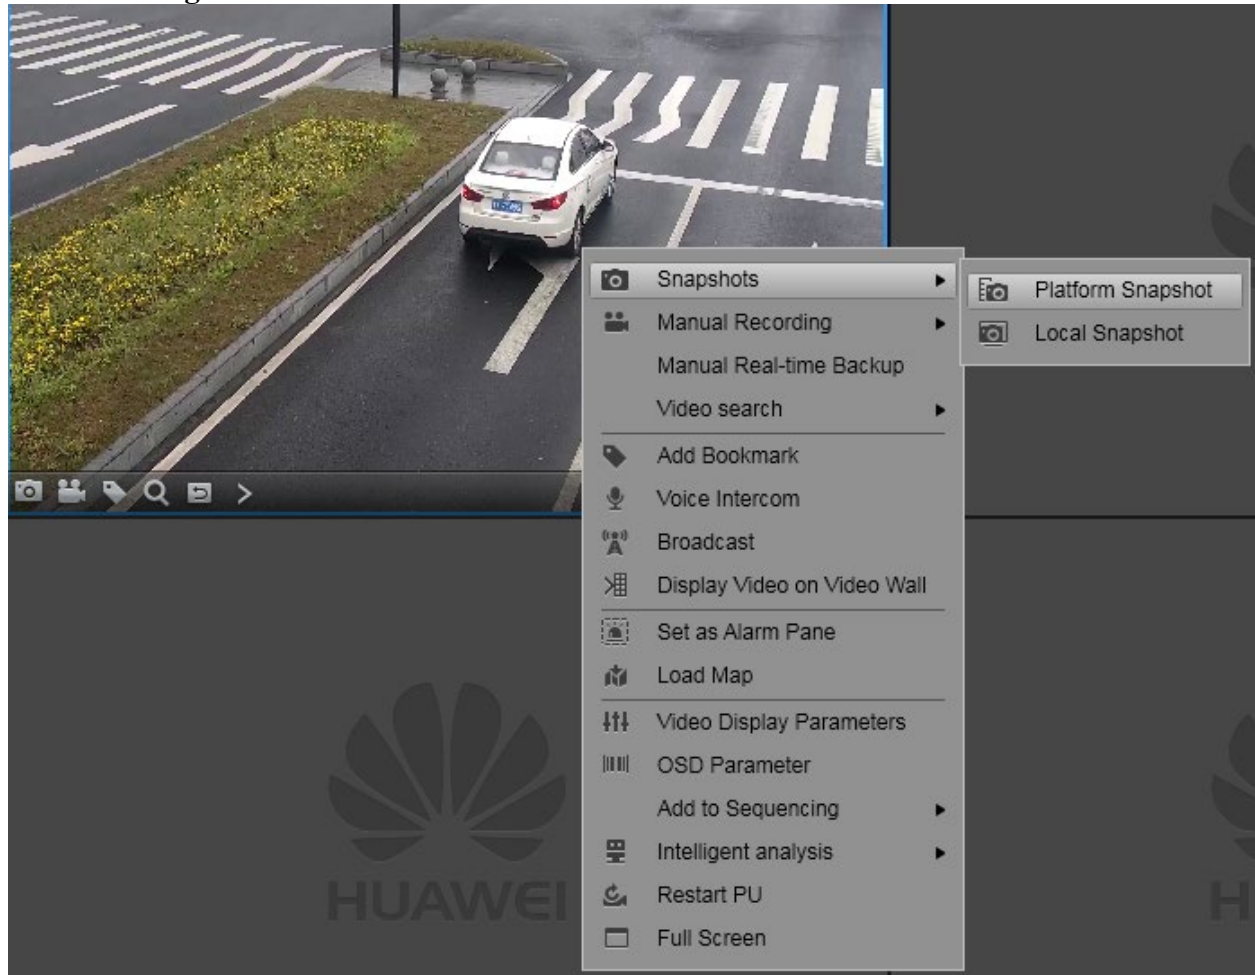 Snapshots
Manual Recording
Manual Real-time Backup
Video search
Add Bookmark
Voice Intercom
Broadcast
Display Video on Video Wall
Set as Alarm Pane
Load Map
Video Display Parameters
OSD Parameter
Add to Sequencing
Intelligent analysis
Restart PU
Full Screen
Platform Snapshot
Local Snapshot
HUAWEI
H